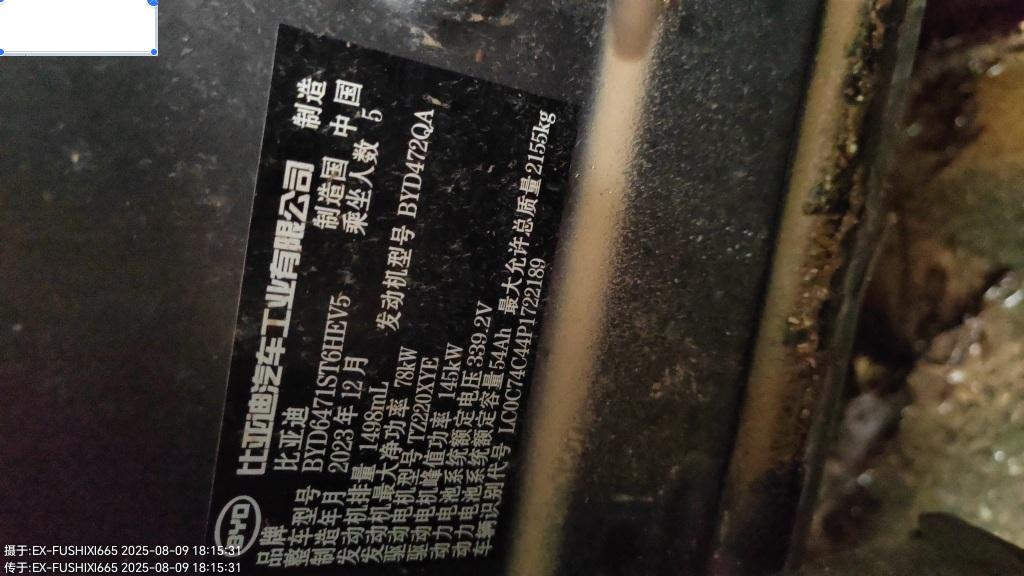 BYD 比亚迪汽车工业有限公司 制造
品牌 比亚迪 制造国 中国
整车型号 BYD6471ST6HEV5 乘坐人数 5
制造年月 2023年12月
发动机排量 1498mL 发动机型号 BYD472QA
发动机最大净功率 78kW
驱动电机型号 TZ220XYE
驱动电机峰值功率 145kW
动力电池系统额定电压 339.2V
动力电池系统额定容量 54Ah 最大允许总质量 2155kg
车辆识别代号 LC0C74C44P1722189
摄于:EX-FUSHIXI665 2025-08-09 18:15:31
传于:EX-FUSHIXI665 2025-08-09 18:15:31